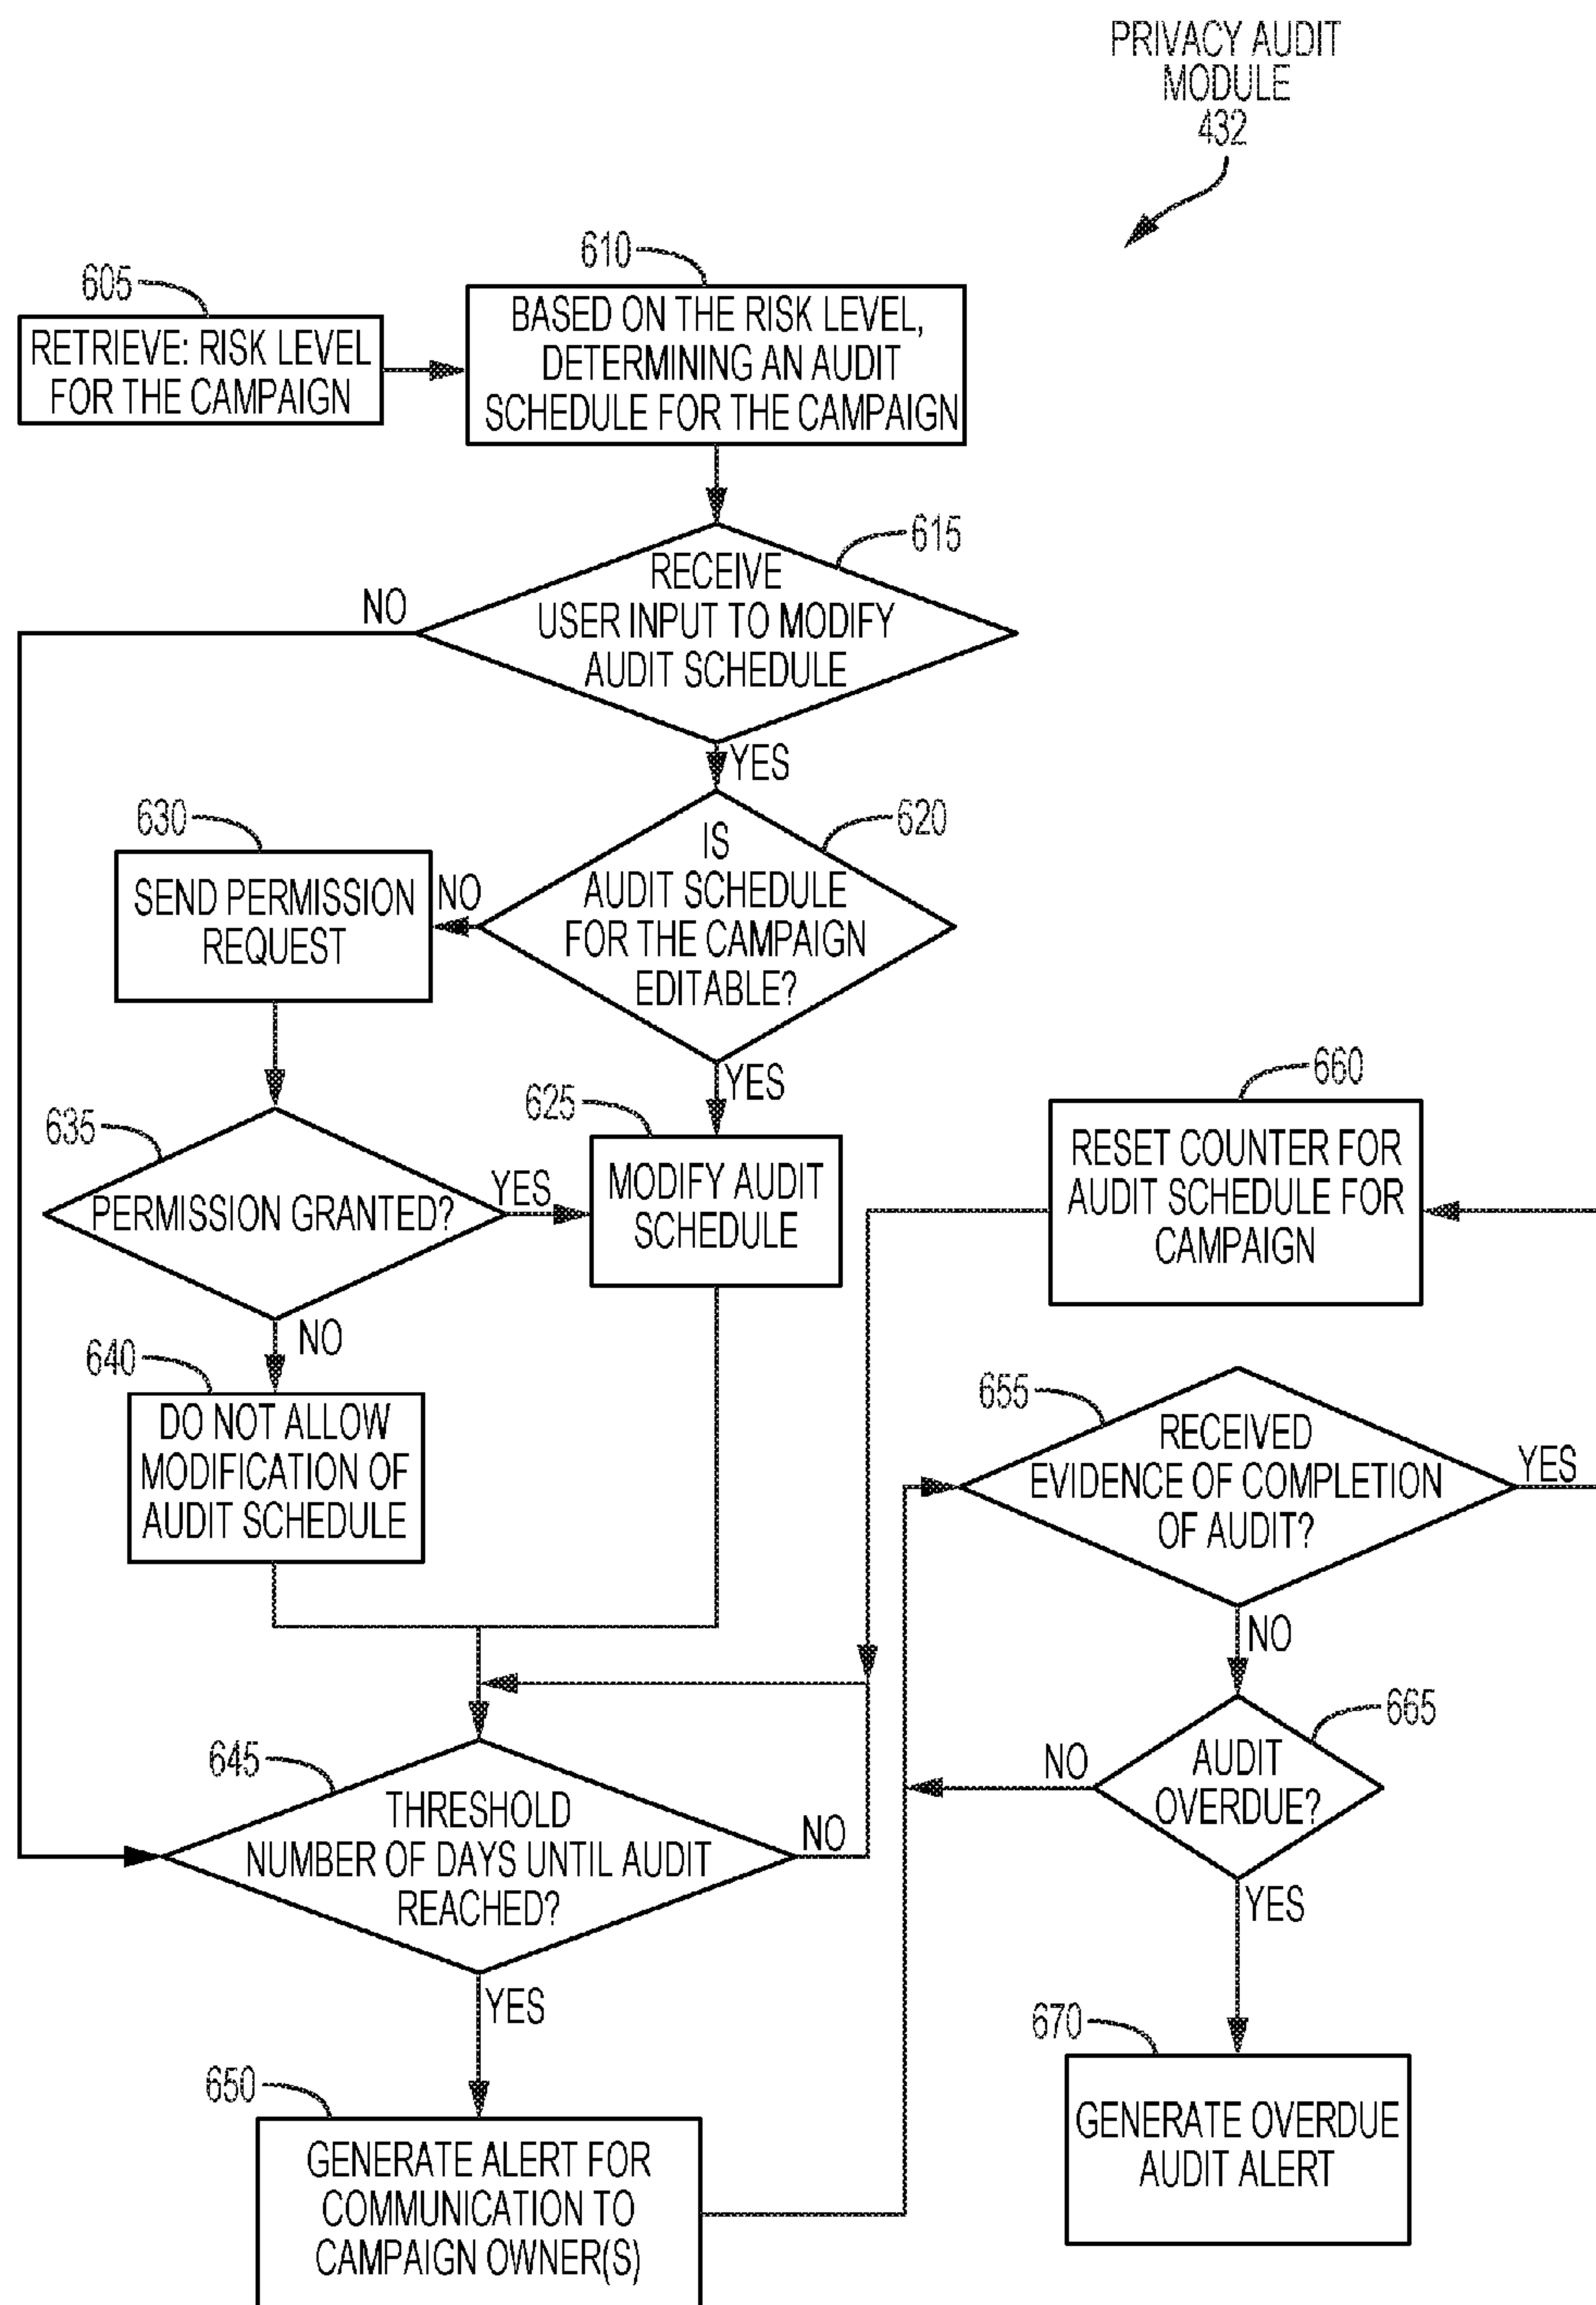 PRIVACY AUDIT
MODULE
432
605
RETRIEVE: RISK LEVEL
FOR THE CAMPAIGN
610
BASED ON THE RISK LEVEL,
DETERMINING AN AUDIT
SCHEDULE FOR THE CAMPAIGN
615
RECEIVE
USER INPUT TO MODIFY
AUDIT SCHEDULE
NO
YES
620
IS
AUDIT SCHEDULE
FOR THE CAMPAIGN
EDITABLE?
NO
YES
630
SEND PERMISSION
REQUEST
635
PERMISSION GRANTED?
YES
NO
625
MODIFY AUDIT
SCHEDULE
640
DO NOT ALLOW
MODIFICATION OF
AUDIT SCHEDULE
660
RESET COUNTER FOR
AUDIT SCHEDULE FOR
CAMPAIGN
655
RECEIVED
EVIDENCE OF COMPLETION
OF AUDIT?
YES
NO
665
AUDIT
OVERDUE?
NO
YES
645
THRESHOLD
NUMBER OF DAYS UNTIL AUDIT
REACHED?
NO
YES
650
GENERATE ALERT FOR
COMMUNICATION TO
CAMPAIGN OWNER(S)
670
GENERATE OVERDUE
AUDIT ALERT